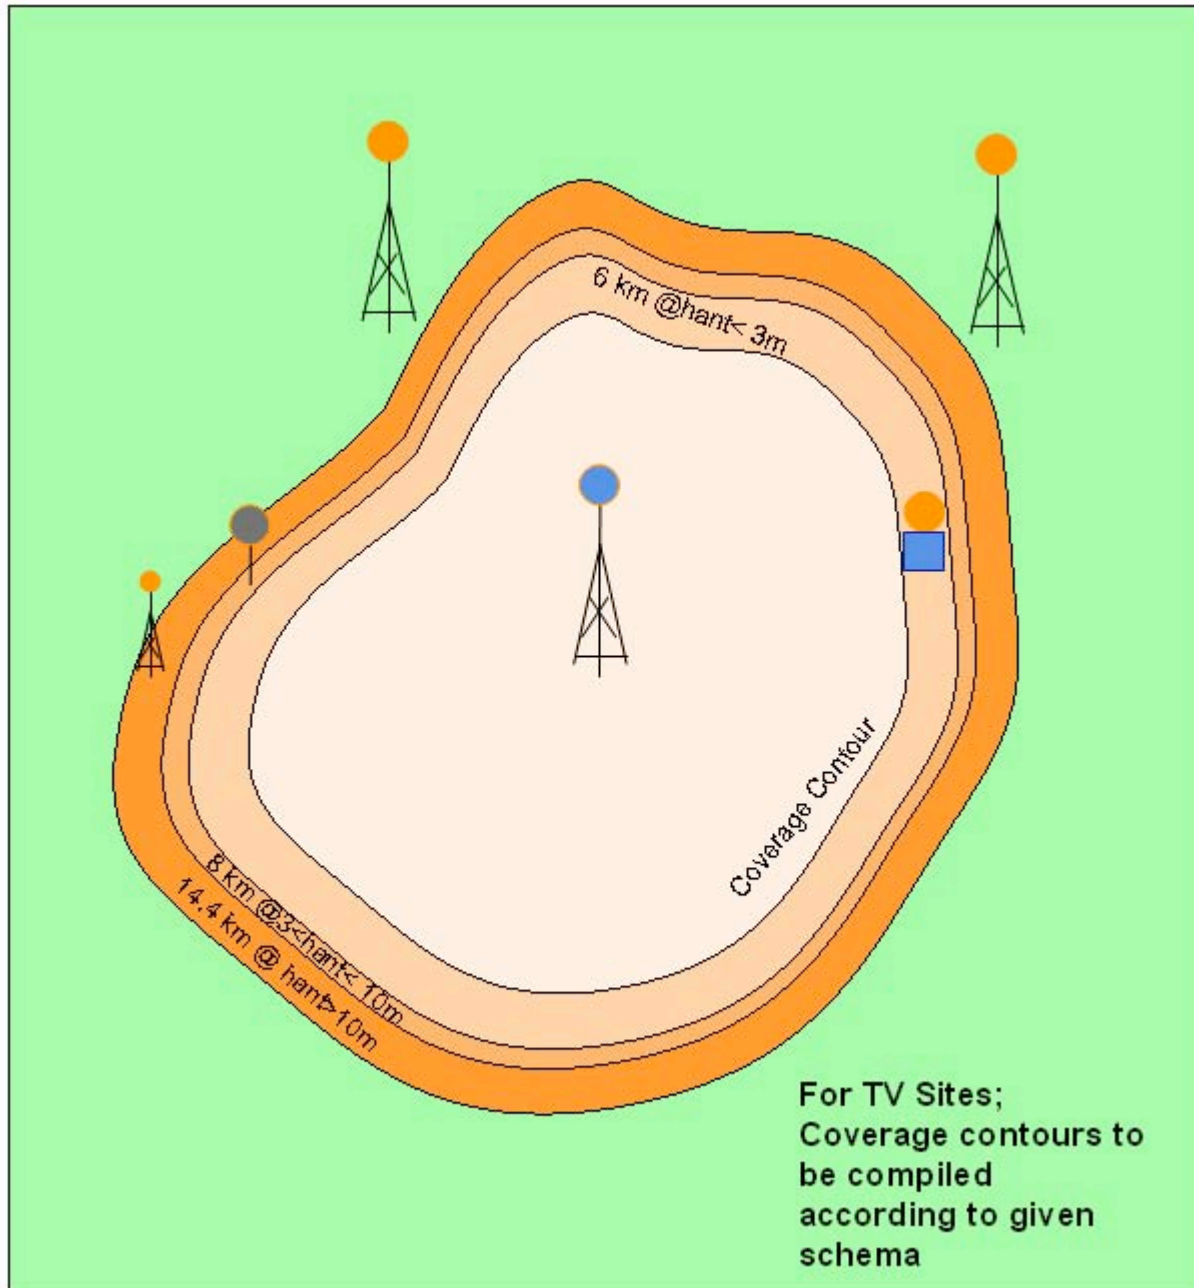 6 km @hant< 3m
Coverage Contour
8 km @3<hant< 10m
14.4 km @ hant>10m
For TV Sites;
Coverage contours to
be compiled
according to given
schema